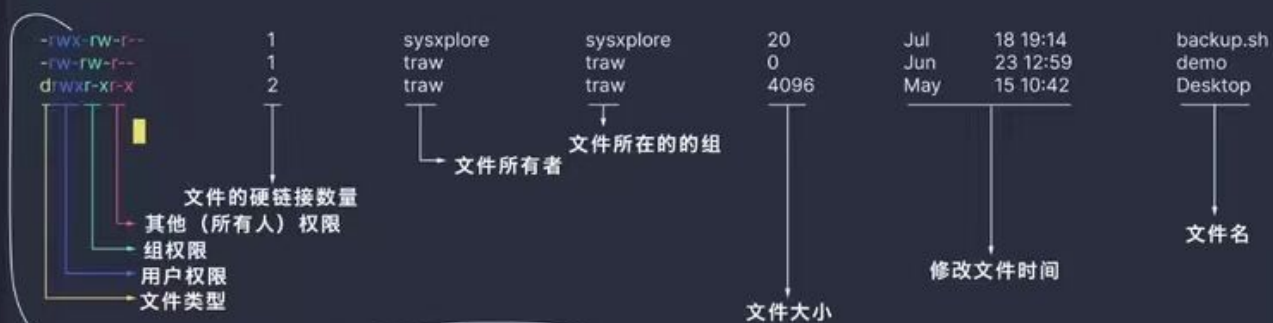 -rwx-rw-r-- 1 sysxplore sysxplore 20 Jul 18 19:14 backup.sh
-rw-rw-r-- 1 traw traw 0 Jun 23 12:59 demo
drwxr-xr-x 2 traw traw 4096 May 15 10:42 Desktop
文件所在的的组
文件所有者
文件的硬链接数量
其他（所有人）权限
文件名
组权限
修改文件时间
用户权限
文件类型
文件大小